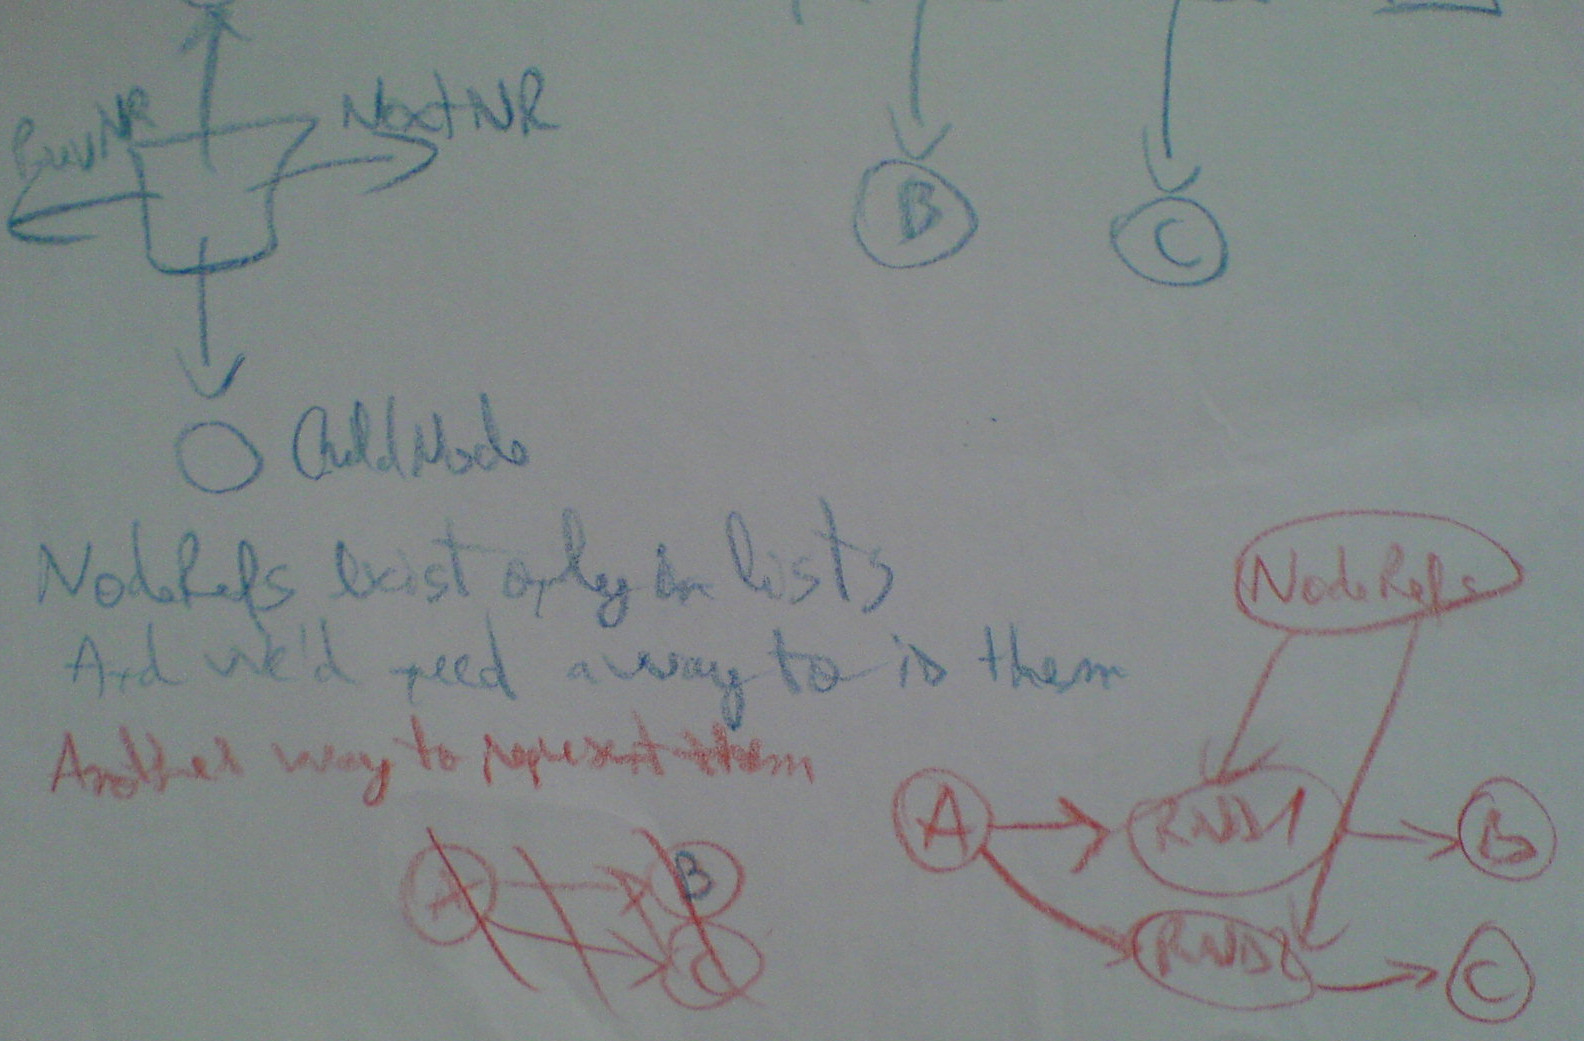 PrevNR
NextNR
B
C
ChildNode
NodeRefs exist only in lists
And we'd need a way to is them
Another way to represent them
NodeRefs
A
B
C
A
RND1
B
RND2
C